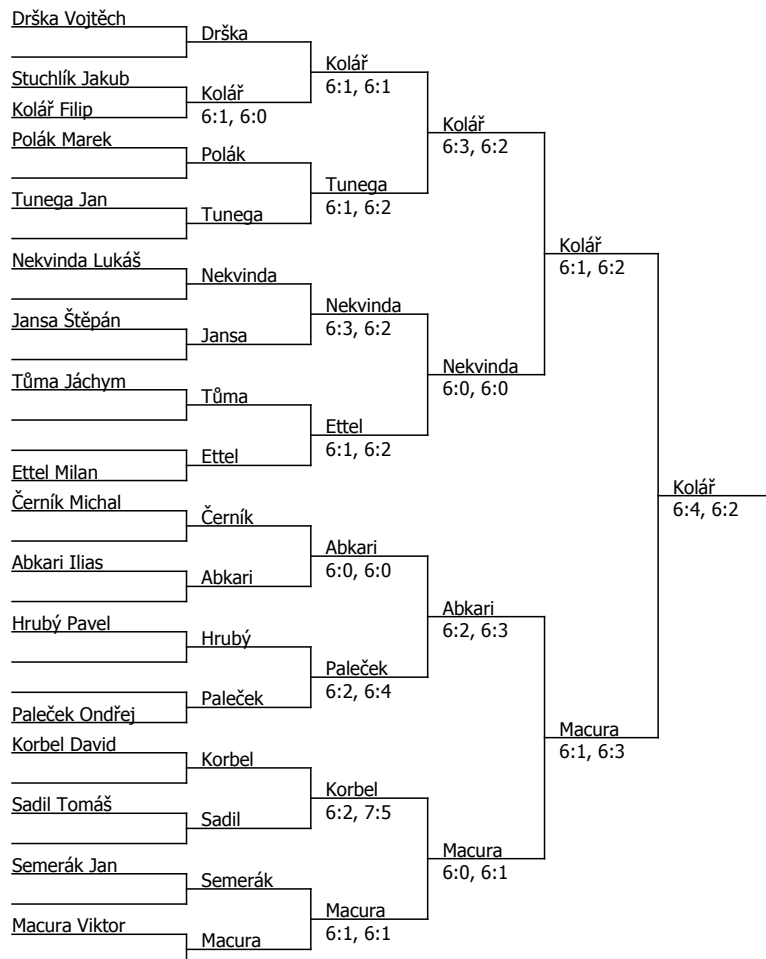 Drška Vojtěch
Drška
Kolář
6:1, 6:1
Stuchlík Jakub
Kolář
6:1, 6:0
Kolář Filip
Kolář
6:3, 6:2
Polák Marek
Polák
Tunega
6:1, 6:2
Tunega Jan
Tunega
Kolář
6:1, 6:2
Nekvinda Lukáš
Nekvinda
Nekvinda
6:3, 6:2
Jansa Štěpán
Jansa
Nekvinda
6:0, 6:0
Tůma Jáchym
Tůma
Ettel
6:1, 6:2
Ettel
Ettel Milan
Kolář
6:4, 6:2
Černík Michal
Černík
Abkari
6:0, 6:0
Abkari Ilias
Abkari
Abkari
6:2, 6:3
Hrubý Pavel
Hrubý
Paleček
6:2, 6:4
Paleček
Paleček Ondřej
Macura
6:1, 6:3
Korbel David
Korbel
Korbel
6:2, 7:5
Sadil Tomáš
Sadil
Macura
6:0, 6:1
Semerák Jan
Semerák
Macura
6:1, 6:1
Macura Viktor
Macura